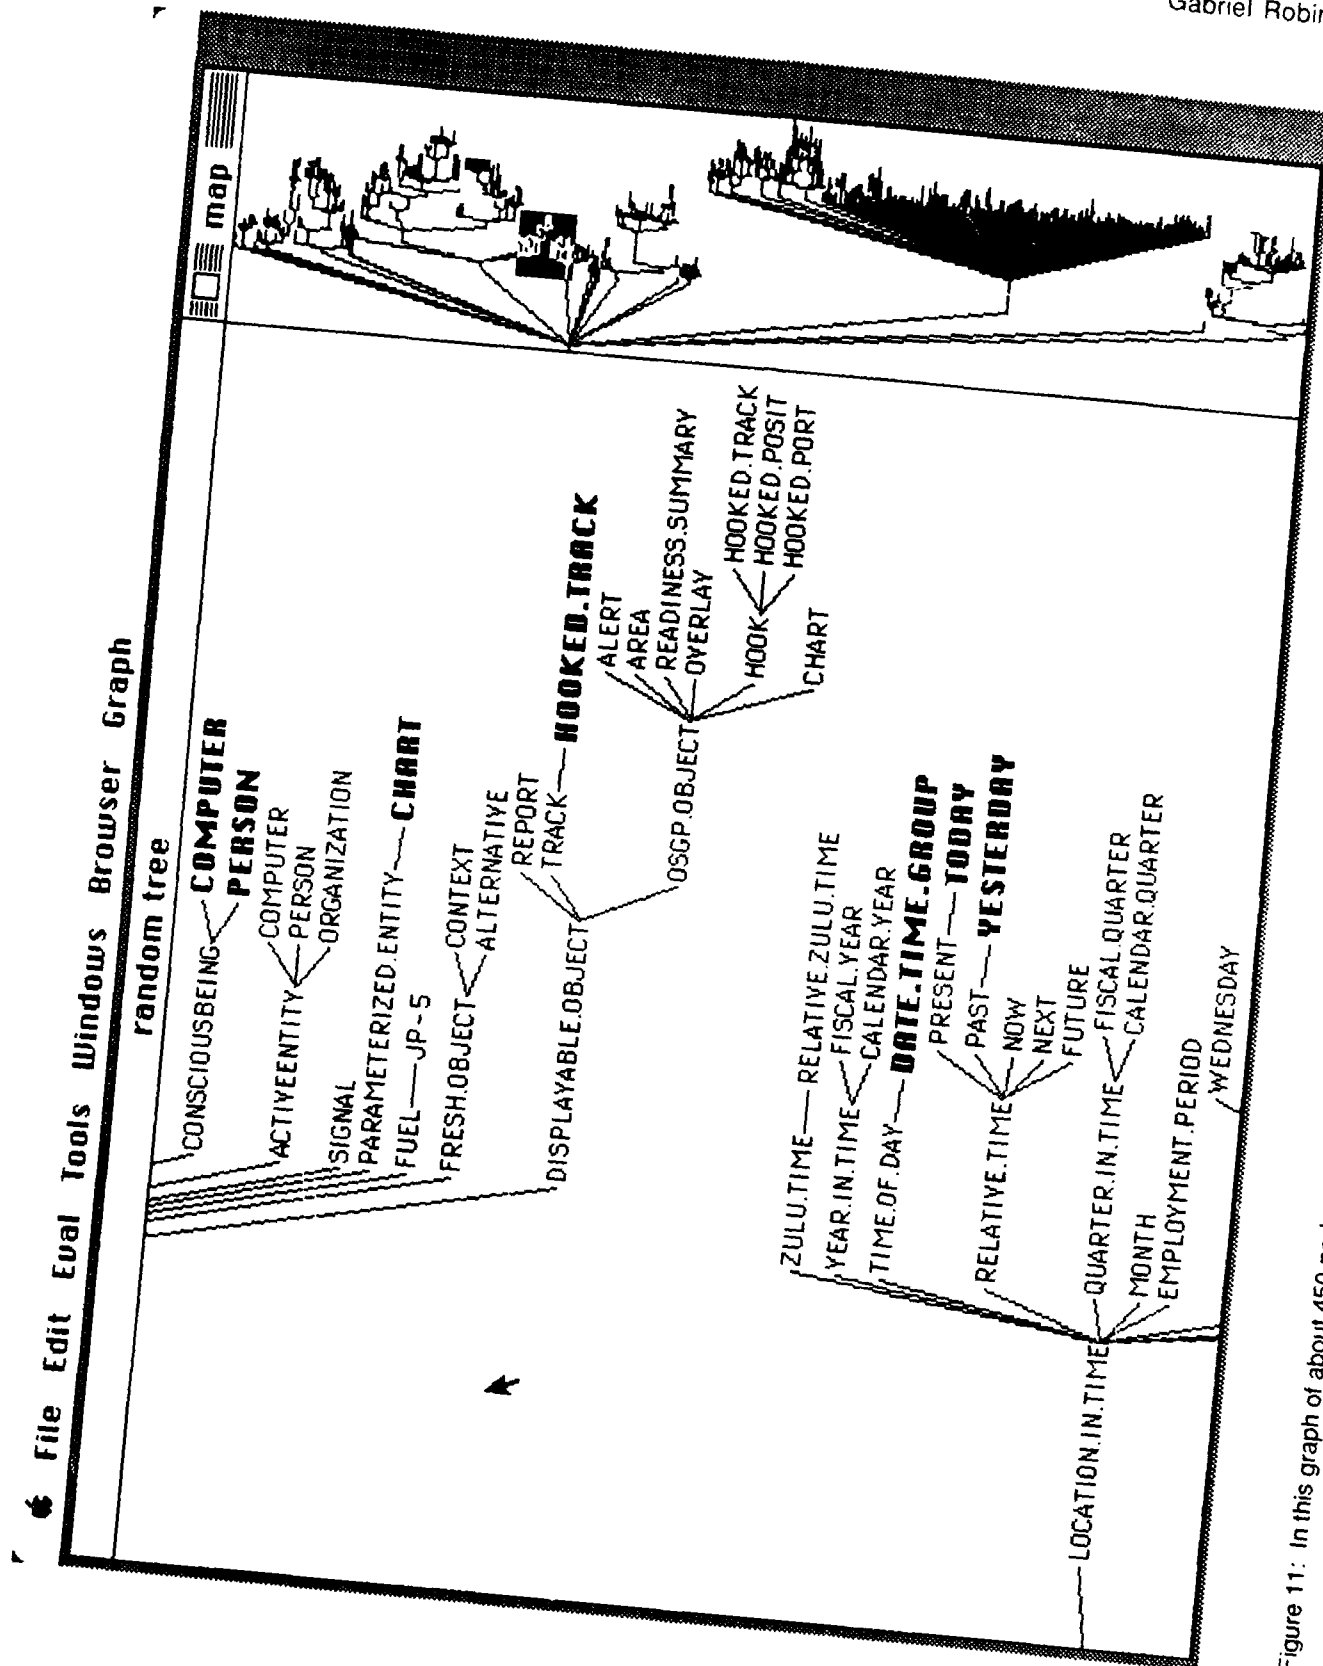 Gabriel Robin
File Edit Eval Tools Windows Browser Graph
random tree
map
CONSCIOUSBEING
COMPUTER
PERSON
ACTIVEENTITY
COMPUTER
PERSON
ORGANIZATION
SIGNAL
PARAMETERIZED.ENTITY
CHART
FUEL
JP-5
FRESH.OBJECT
CONTEXT
ALTERNATIVE
DISPLAYABLE.OBJECT
REPORT
TRACK
HOOKED.TRACK
OSGP.OBJECT
ALERT
AREA
READINESS.SUMMARY
OVERLAY
HOOK
HOOKED.TRACK
HOOKED.POSIT
HOOKED.PORT
CHART
LOCATION.IN.TIME
ZULU.TIME
RELATIVE.ZULU.TIME
YEAR.IN.TIME
FISCAL.YEAR
CALENDAR.YEAR
TIME.OF.DAY
DATE.TIME.GROUP
RELATIVE.TIME
PRESENT
TODAY
PAST
YESTERDAY
NOW
NEXT
FUTURE
QUARTER.IN.TIME
FISCAL.QUARTER
CALENDAR.QUARTER
MONTH
EMPLOYMENT.PERIOD
WEDNESDAY
Figure 11: In this graph of about 450